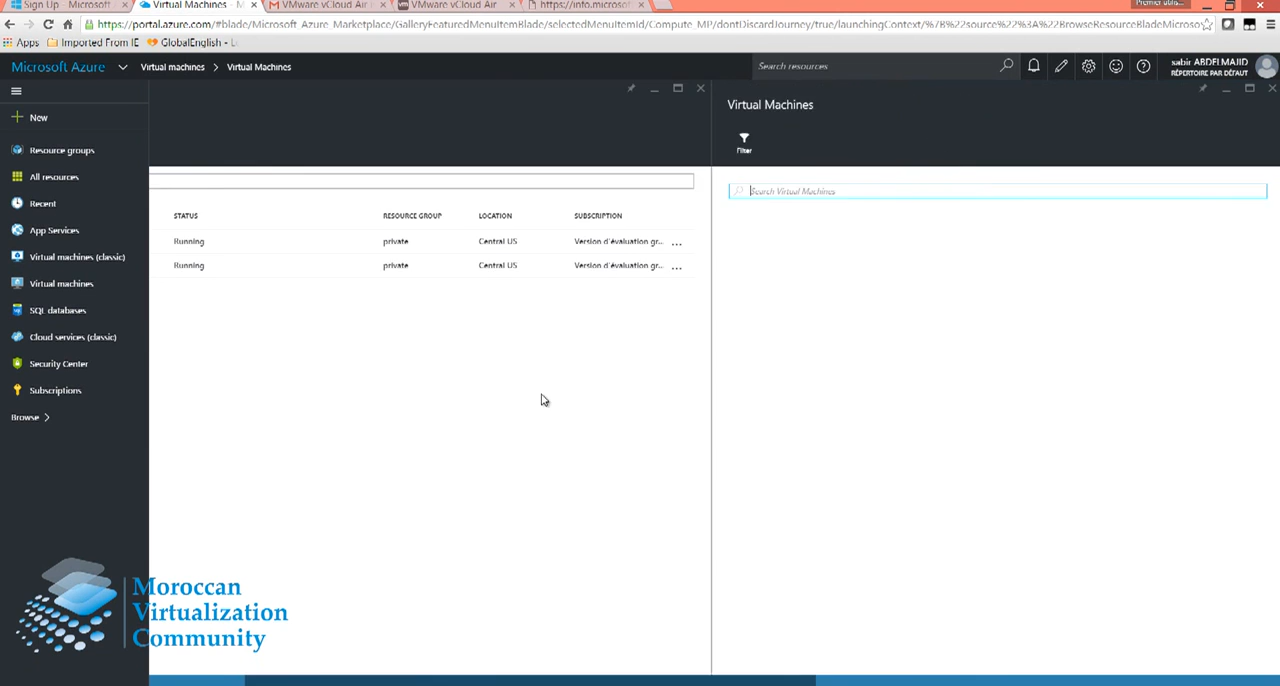 Sign Up - Microsoft
Virtual Machines - M
VMware vCloud Air
VMware vCloud Air
https://info.microsof
Premier utilis...
https://portal.azure.com/#blade/Microsoft_Azure_Marketplace/GalleryFeaturedMenuItemBlade/selectedMenuItemId/Compute_MP/dontDiscardJourney/true/launchingContext/%7B%22source%22%3A%22BrowseResourceBladeMicroso
Apps
Imported From IE
GlobalEnglish - L
Microsoft Azure
Virtual machines > Virtual Machines
Search resources
sabir ABDELMAJID
RÉPERTOIRE PAR DÉFAUT
New
Resource groups
All resources
Recent
App Services
Virtual machines (classic)
Virtual machines
SQL databases
Cloud services (classic)
Security Center
Subscriptions
Browse >
STATUS RESOURCE GROUP LOCATION SUBSCRIPTION
Running private Central US Version d'évaluation gr... ...
Running private Central US Version d'évaluation gr... ...
Virtual Machines
Filter
Search Virtual Machines
Moroccan
Virtualization
Community